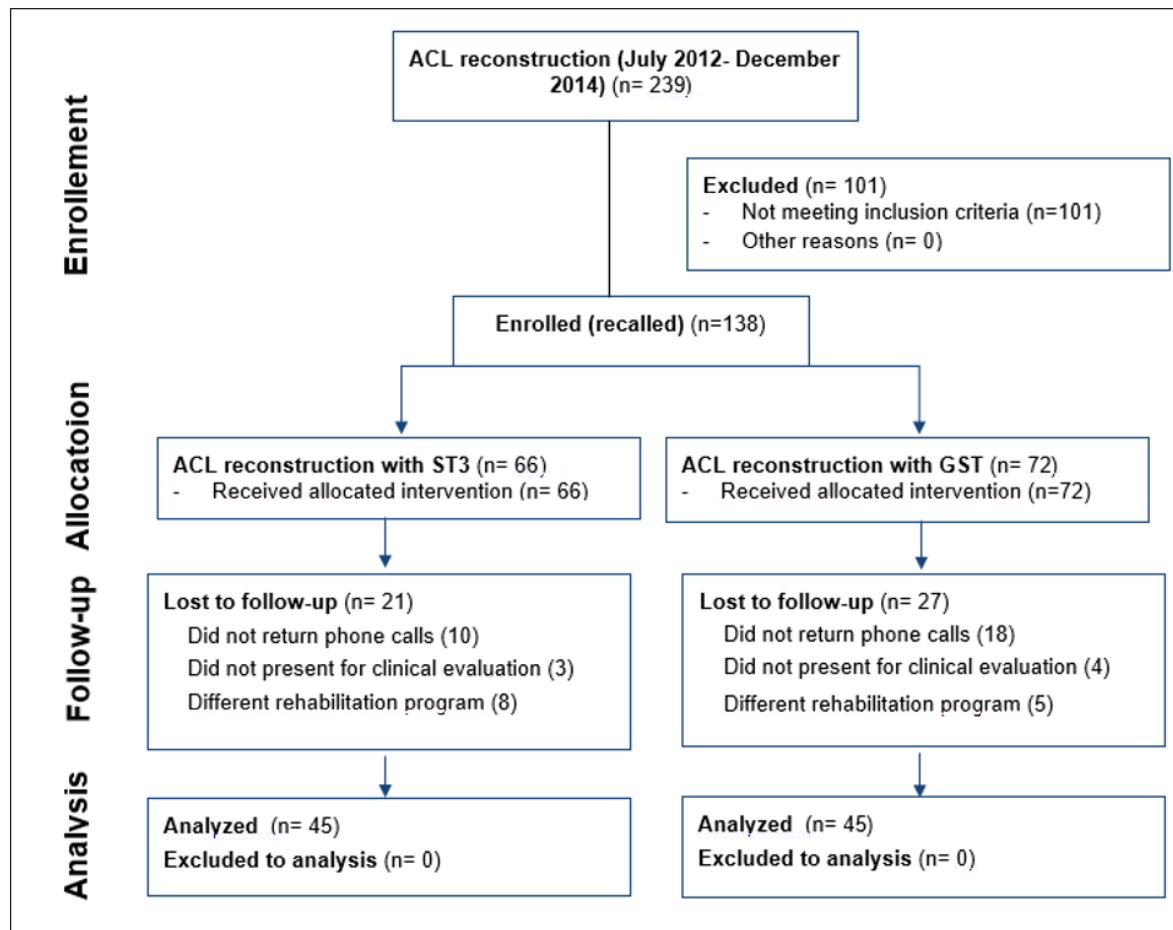 ACL reconstruction (July 2012- December
2014) (n= 239)
Enrollement
Excluded (n= 101)
- Not meeting inclusion criteria (n=101)
- Other reasons (n= 0)
Enrolled (recalled) (n=138)
Allocatoion
ACL reconstruction with ST3 (n= 66)
- Received allocated intervention (n= 66)
ACL reconstruction with GST (n= 72)
- Received allocated intervention (n=72)
Follow-up
Lost to follow-up (n= 21)
Did not return phone calls (10)
Did not present for clinical evaluation (3)
Different rehabilitation program (8)
Lost to follow-up (n= 27)
Did not return phone calls (18)
Did not present for clinical evaluation (4)
Different rehabilitation program (5)
Analysis
Analyzed (n= 45)
Excluded to analysis (n= 0)
Analyzed (n= 45)
Excluded to analysis (n= 0)